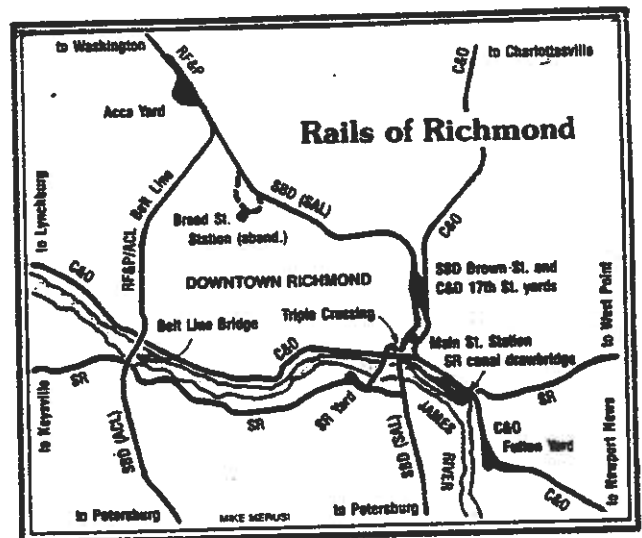 to Washington
RF&P
C&O
to Charlottesville
Acca Yard
Rails of Richmond
to Lynchburg
C&O
RF&P/ACL Belt Line
Broad St.
Station (aband.)
SBD (SAL)
C&O
DOWNTOWN RICHMOND
SBD Brown St. and
C&O 17th St. yards
to West Point
Triple Crossing
Belt Line Bridge
C&O
Main St. Station
SR canal drawbridge
SR
to Keysville
SBD (ACL)
SR
SR Yard
SBD (SAL)
JAMES
RIVER
SR
C&O
Fulton Yard
C&O
to Newport News
to Petersburg
MIKE
to Petersburg